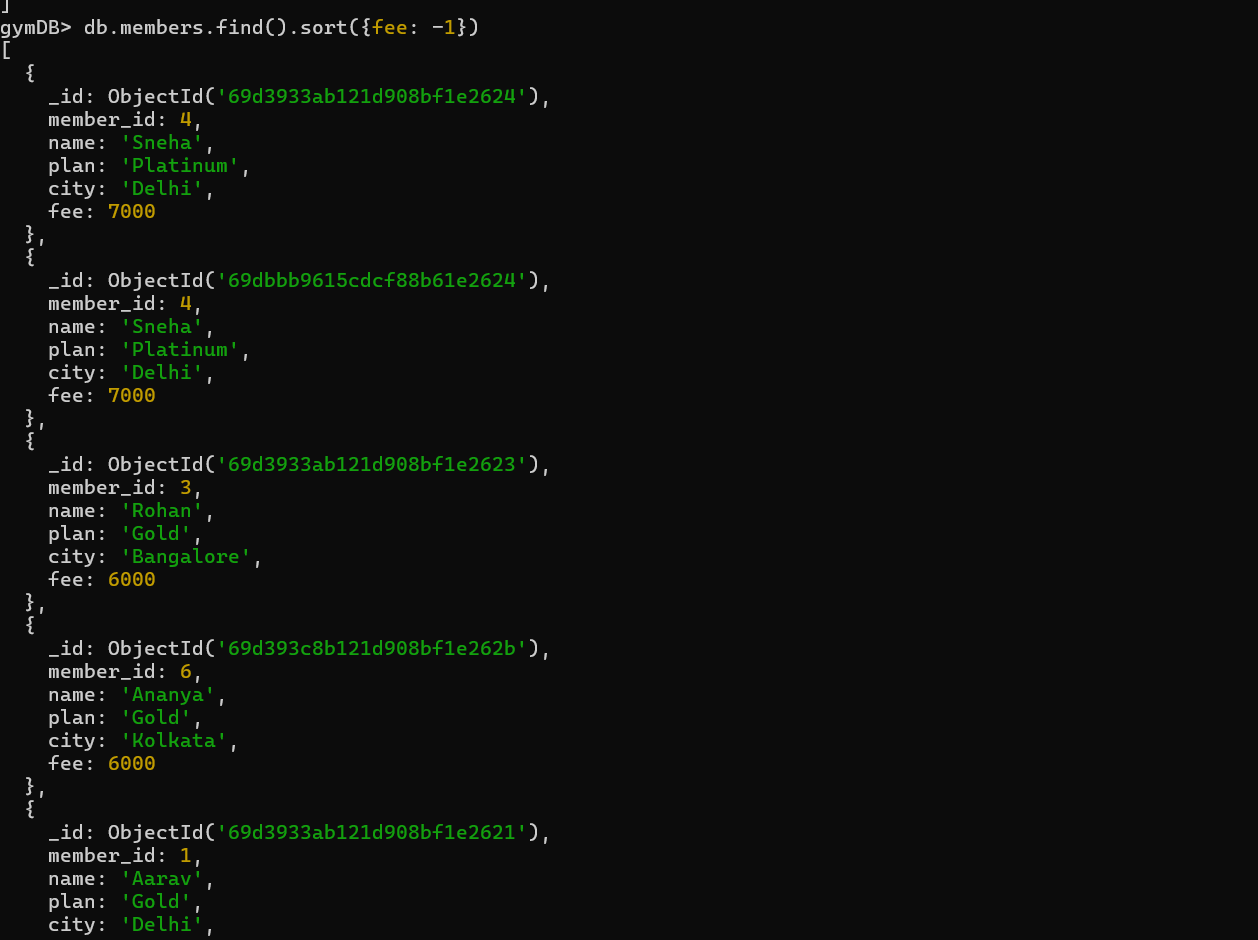 ]
gymDB> db.members.find().sort({fee: -1})
[
  {
    _id: ObjectId('69d3933ab121d908bf1e2624'),
    member_id: 4,
    name: 'Sneha',
    plan: 'Platinum',
    city: 'Delhi',
    fee: 7000
  },
  {
    _id: ObjectId('69dbbb9615cdcf88b61e2624'),
    member_id: 4,
    name: 'Sneha',
    plan: 'Platinum',
    city: 'Delhi',
    fee: 7000
  },
  {
    _id: ObjectId('69d3933ab121d908bf1e2623'),
    member_id: 3,
    name: 'Rohan',
    plan: 'Gold',
    city: 'Bangalore',
    fee: 6000
  },
  {
    _id: ObjectId('69d393c8b121d908bf1e262b'),
    member_id: 6,
    name: 'Ananya',
    plan: 'Gold',
    city: 'Kolkata',
    fee: 6000
  },
  {
    _id: ObjectId('69d3933ab121d908bf1e2621'),
    member_id: 1,
    name: 'Aarav',
    plan: 'Gold',
    city: 'Delhi',